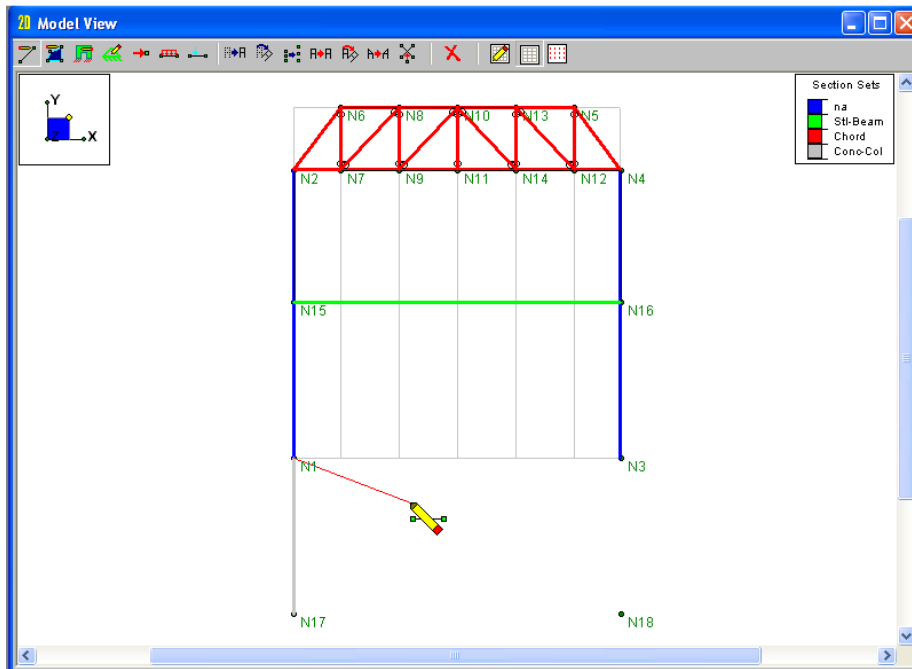 2D Model View
Section Sets
na
Stl-Beam
Chord
Conc-Col
Y
Z
X
N6 N8 N10 N13 N5
N2 N7 N9 N11 N14 N12 N4
N15 N16
N1 N3
N17 N18